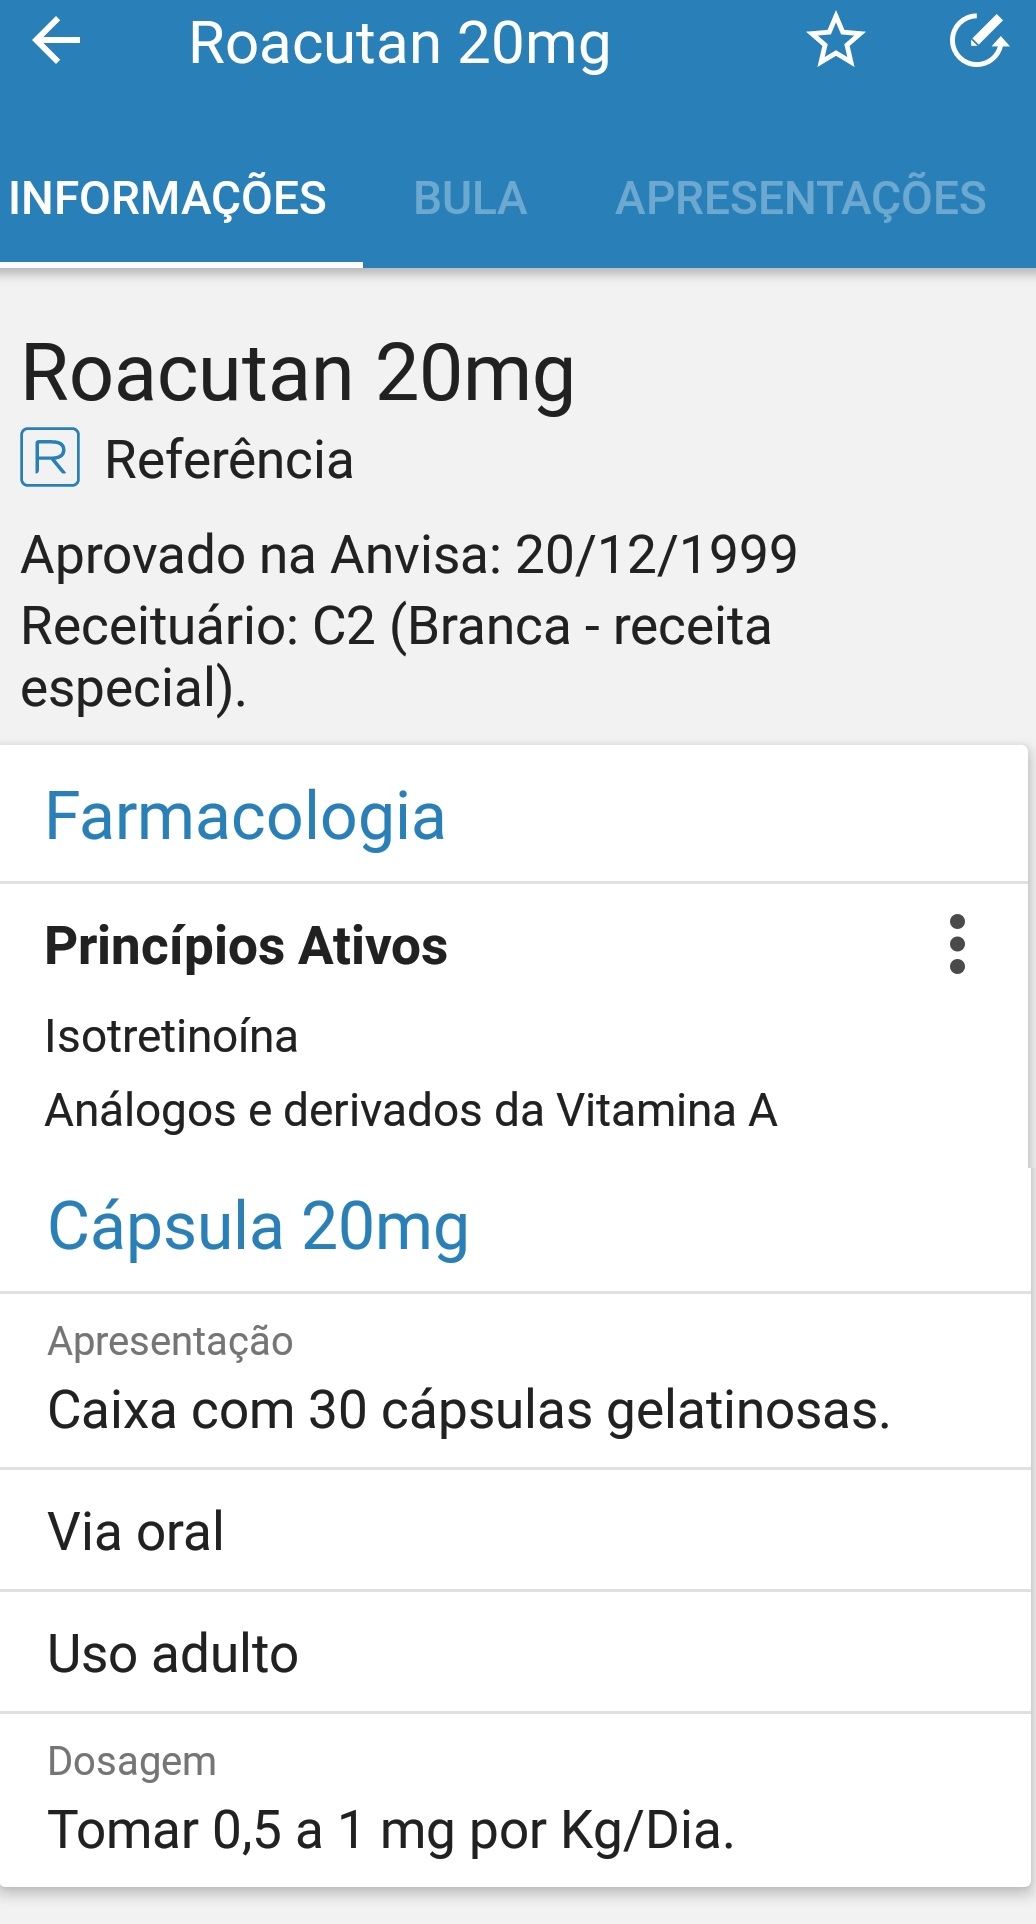 Roacutan 20mg
INFORMAÇÕES BULA APRESENTAÇÕES
Roacutan 20mg
R Referência
Aprovado na Anvisa: 20/12/1999
Receituário: C2 (Branca - receita
especial).
Farmacologia
Princípios Ativos
Isotretinoína
Análogos e derivados da Vitamina A
Cápsula 20mg
Apresentação
Caixa com 30 cápsulas gelatinosas.
Via oral
Uso adulto
Dosagem
Tomar 0,5 a 1 mg por Kg/Dia.